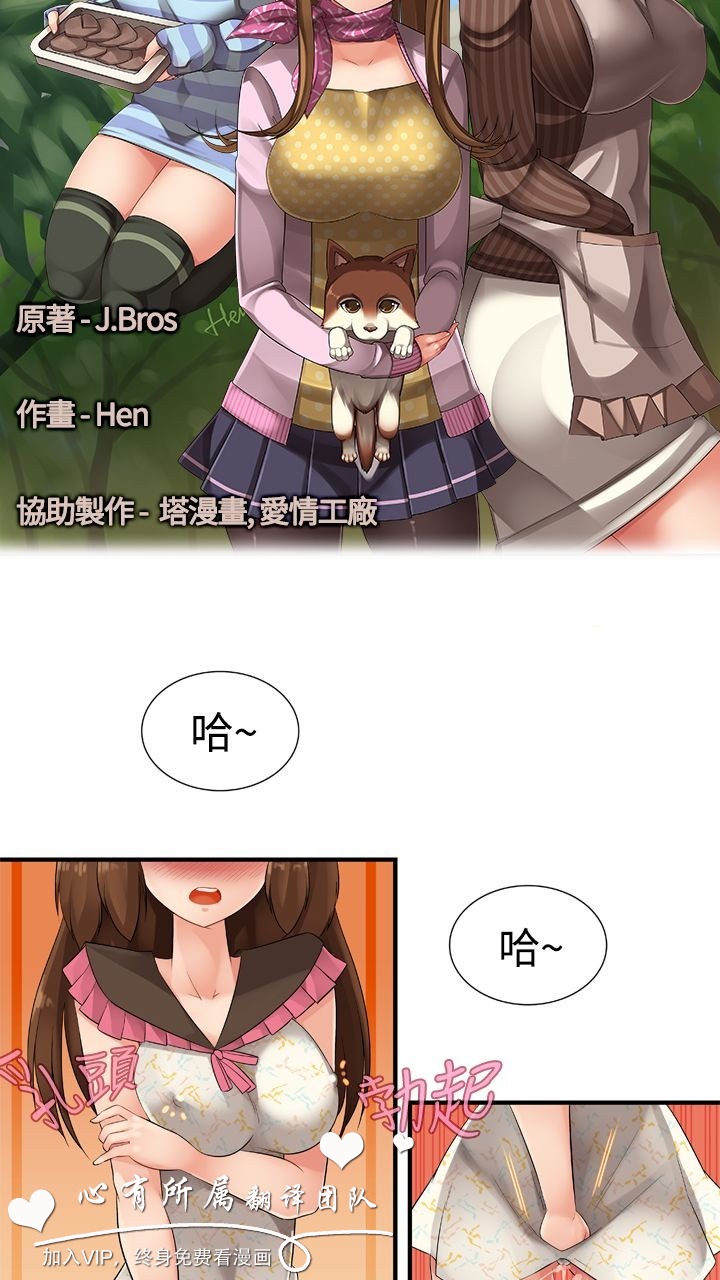 原著 - J.Bros
Hen
作畫 - Hen
協助製作 - 塔漫畫, 愛情工廠
哈~
哈~
乳頭
勃起
心有所属翻译团队
加入VIP，终身免费看漫画